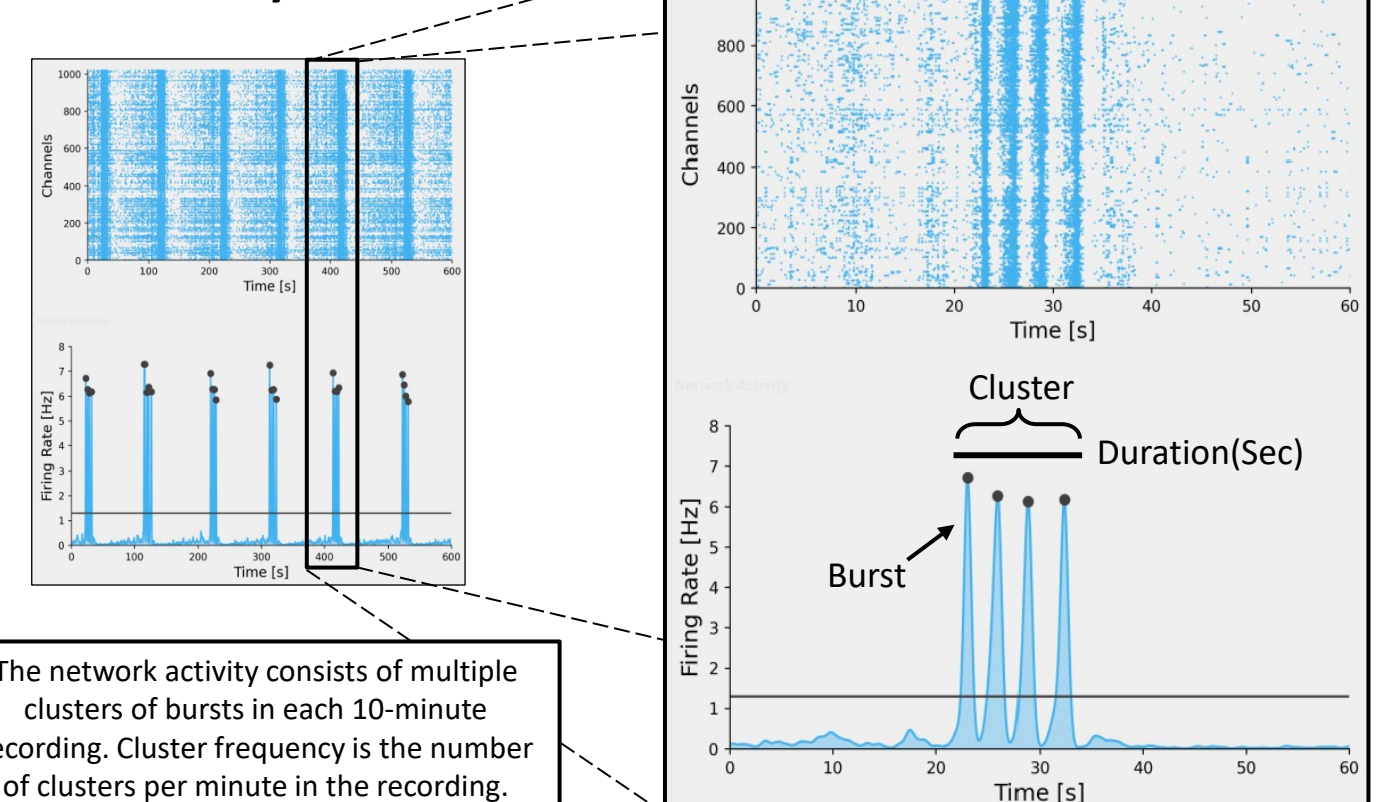 1000
800
600
400
200
0
Channels
0 100 200 300 400 500 600
Time [s]
Network Activity
8
7
6
5
4
3
2
1
0
Firing Rate [Hz]
0 100 200 300 400 500 600
Time [s]
The network activity consists of multiple
clusters of bursts in each 10-minute
recording. Cluster frequency is the number
of clusters per minute in the recording.
800
600
400
200
0
Channels
0 10 20 30 40 50 60
Time [s]
Network Activity
Cluster
Duration(Sec)
Burst
8
7
6
5
4
3
2
1
0
Firing Rate [Hz]
0 10 20 30 40 50 60
Time [s]